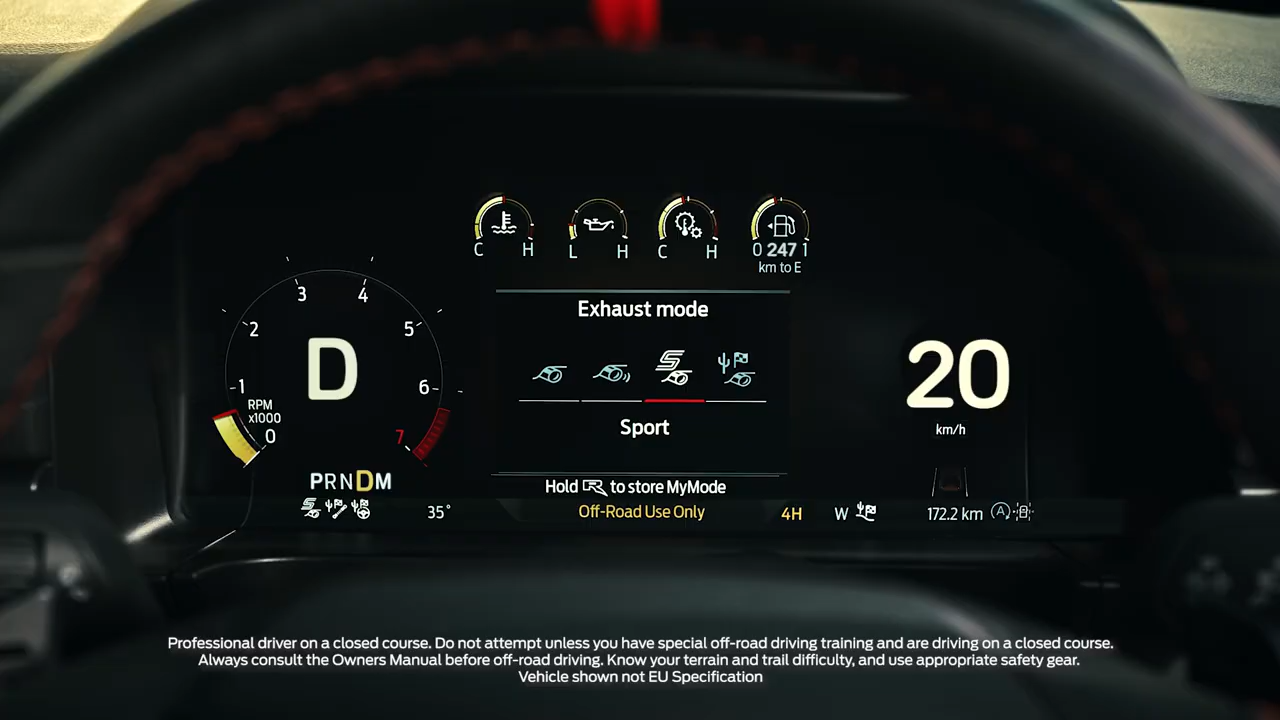 C H
L H
C H
0 247 1
km to E
Exhaust mode
S
Sport
Hold R to store MyMode
Off-Road Use Only
3 4
2 5
1 6
0 7
RPM
x1000
D
PRNDM
S
35°
4H
W
20
km/h
172.2 km
A
Professional driver on a closed course. Do not attempt unless you have special off-road driving training and are driving on a closed course.
Always consult the Owners Manual before off-road driving. Know your terrain and trail difficulty, and use appropriate safety gear.
Vehicle shown not EU Specification